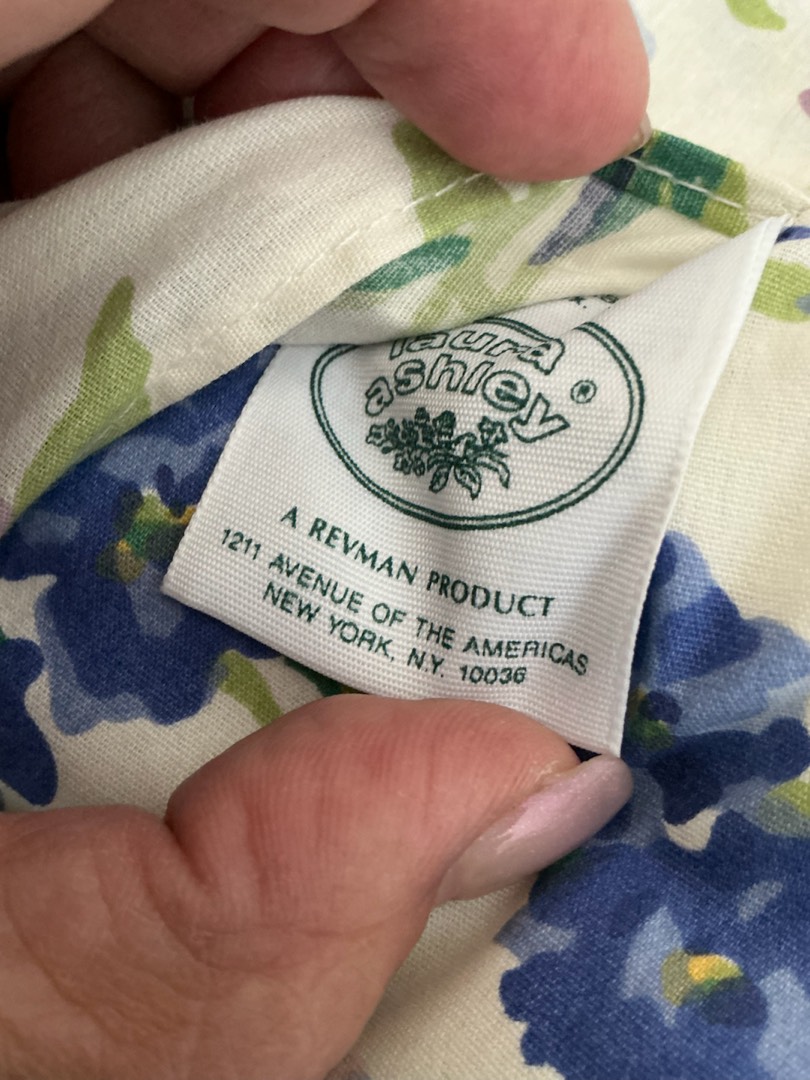 laura
ashley ®
A REVMAN PRODUCT
1211 AVENUE OF THE AMERICAS
NEW YORK, N.Y. 10036